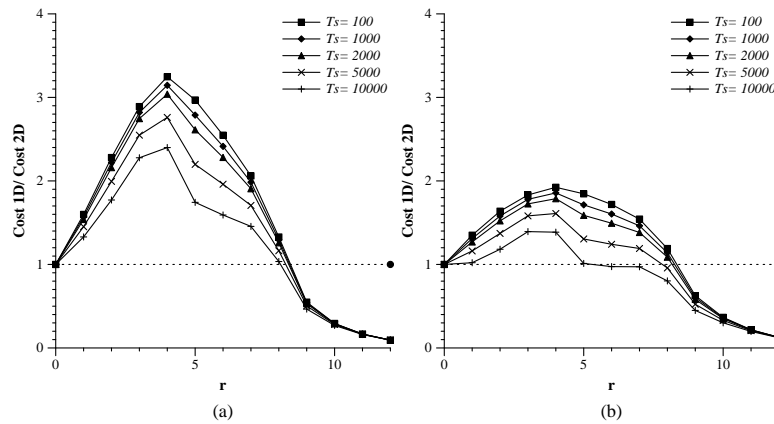 4
3
2
1
0
Cost 1D/ Cost 2D
0
5
10
r
(a)
Ts= 100
Ts= 1000
Ts= 2000
Ts= 5000
Ts= 10000
4
3
2
1
0
Cost 1D/ Cost 2D
0
5
10
r
(b)
Ts= 100
Ts= 1000
Ts= 2000
Ts= 5000
Ts= 10000